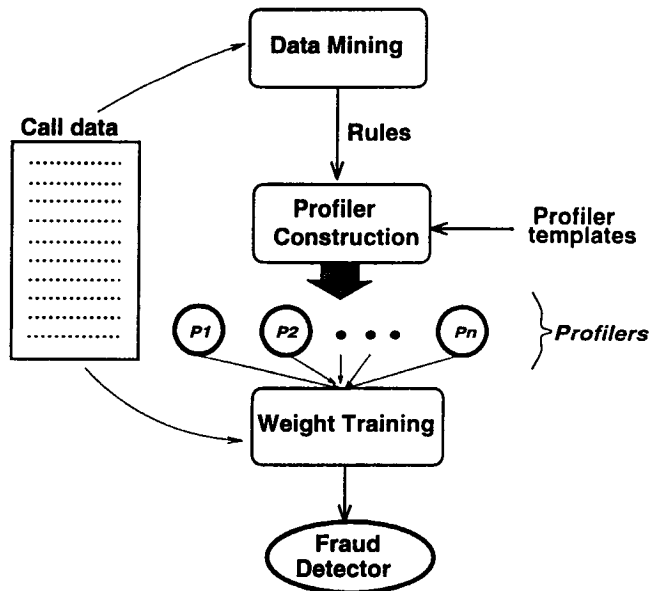 Data Mining
Call data
Rules
Profiler
Construction
Profiler
templates
P1 P2 Pn
Profilers
Weight Training
Fraud
Detector